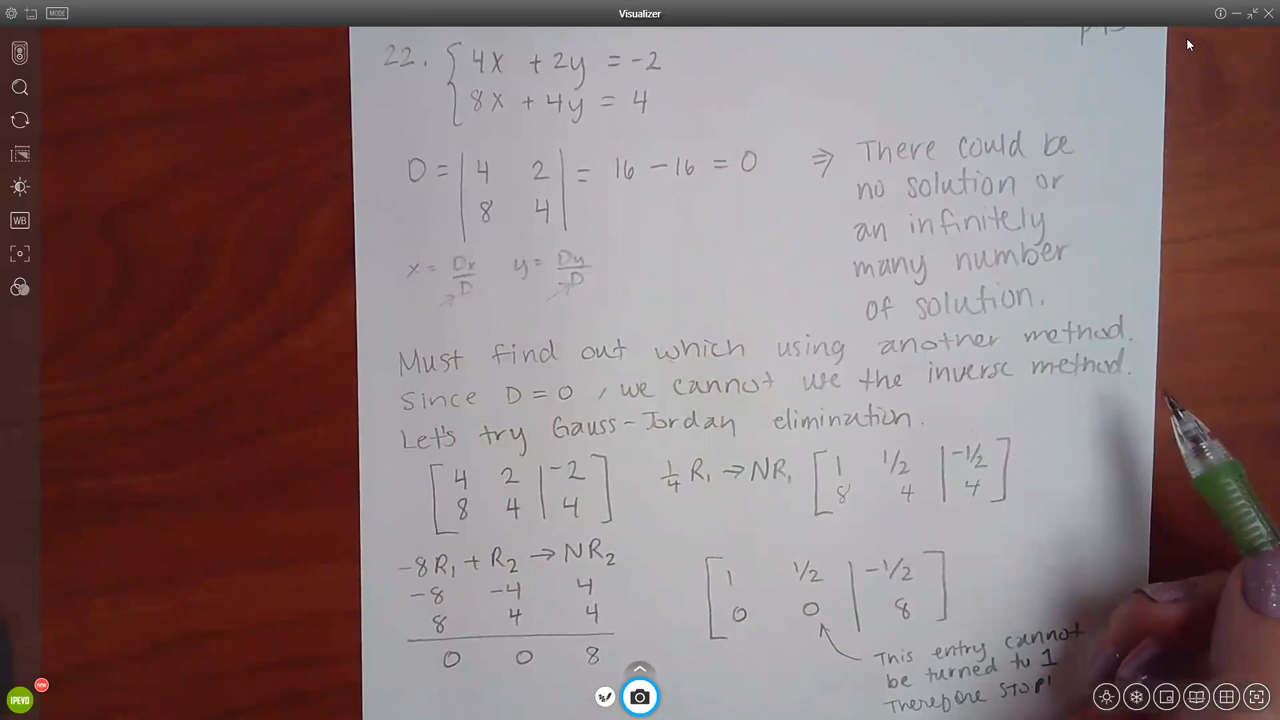 MODE
Visualizer
22. { 4x + 2y = -2
8x + 4y = 4
D = | 4 2 | = 16 - 16 = 0 ⇒ There could be
8 4
no solution or
an infinitely
many number
of solution.
x = Dx/D y = Dy/D
Must find out which using another method.
Since D = 0, we cannot use the inverse method.
Let's try Gauss-Jordan elimination.
[ 4 2 | -2 ] 1/4 R1 → NR1 [ 1 1/2 | -1/2 ]
8 4 | 4 8 4 | 4
-8R1 + R2 → NR2
-8 -4 4
8 4 4
0 0 8
[ 1 1/2 | -1/2 ]
0 0 | 8
This entry cannot
be turned to 1
therefore STOP!
WB
IPEVO
new